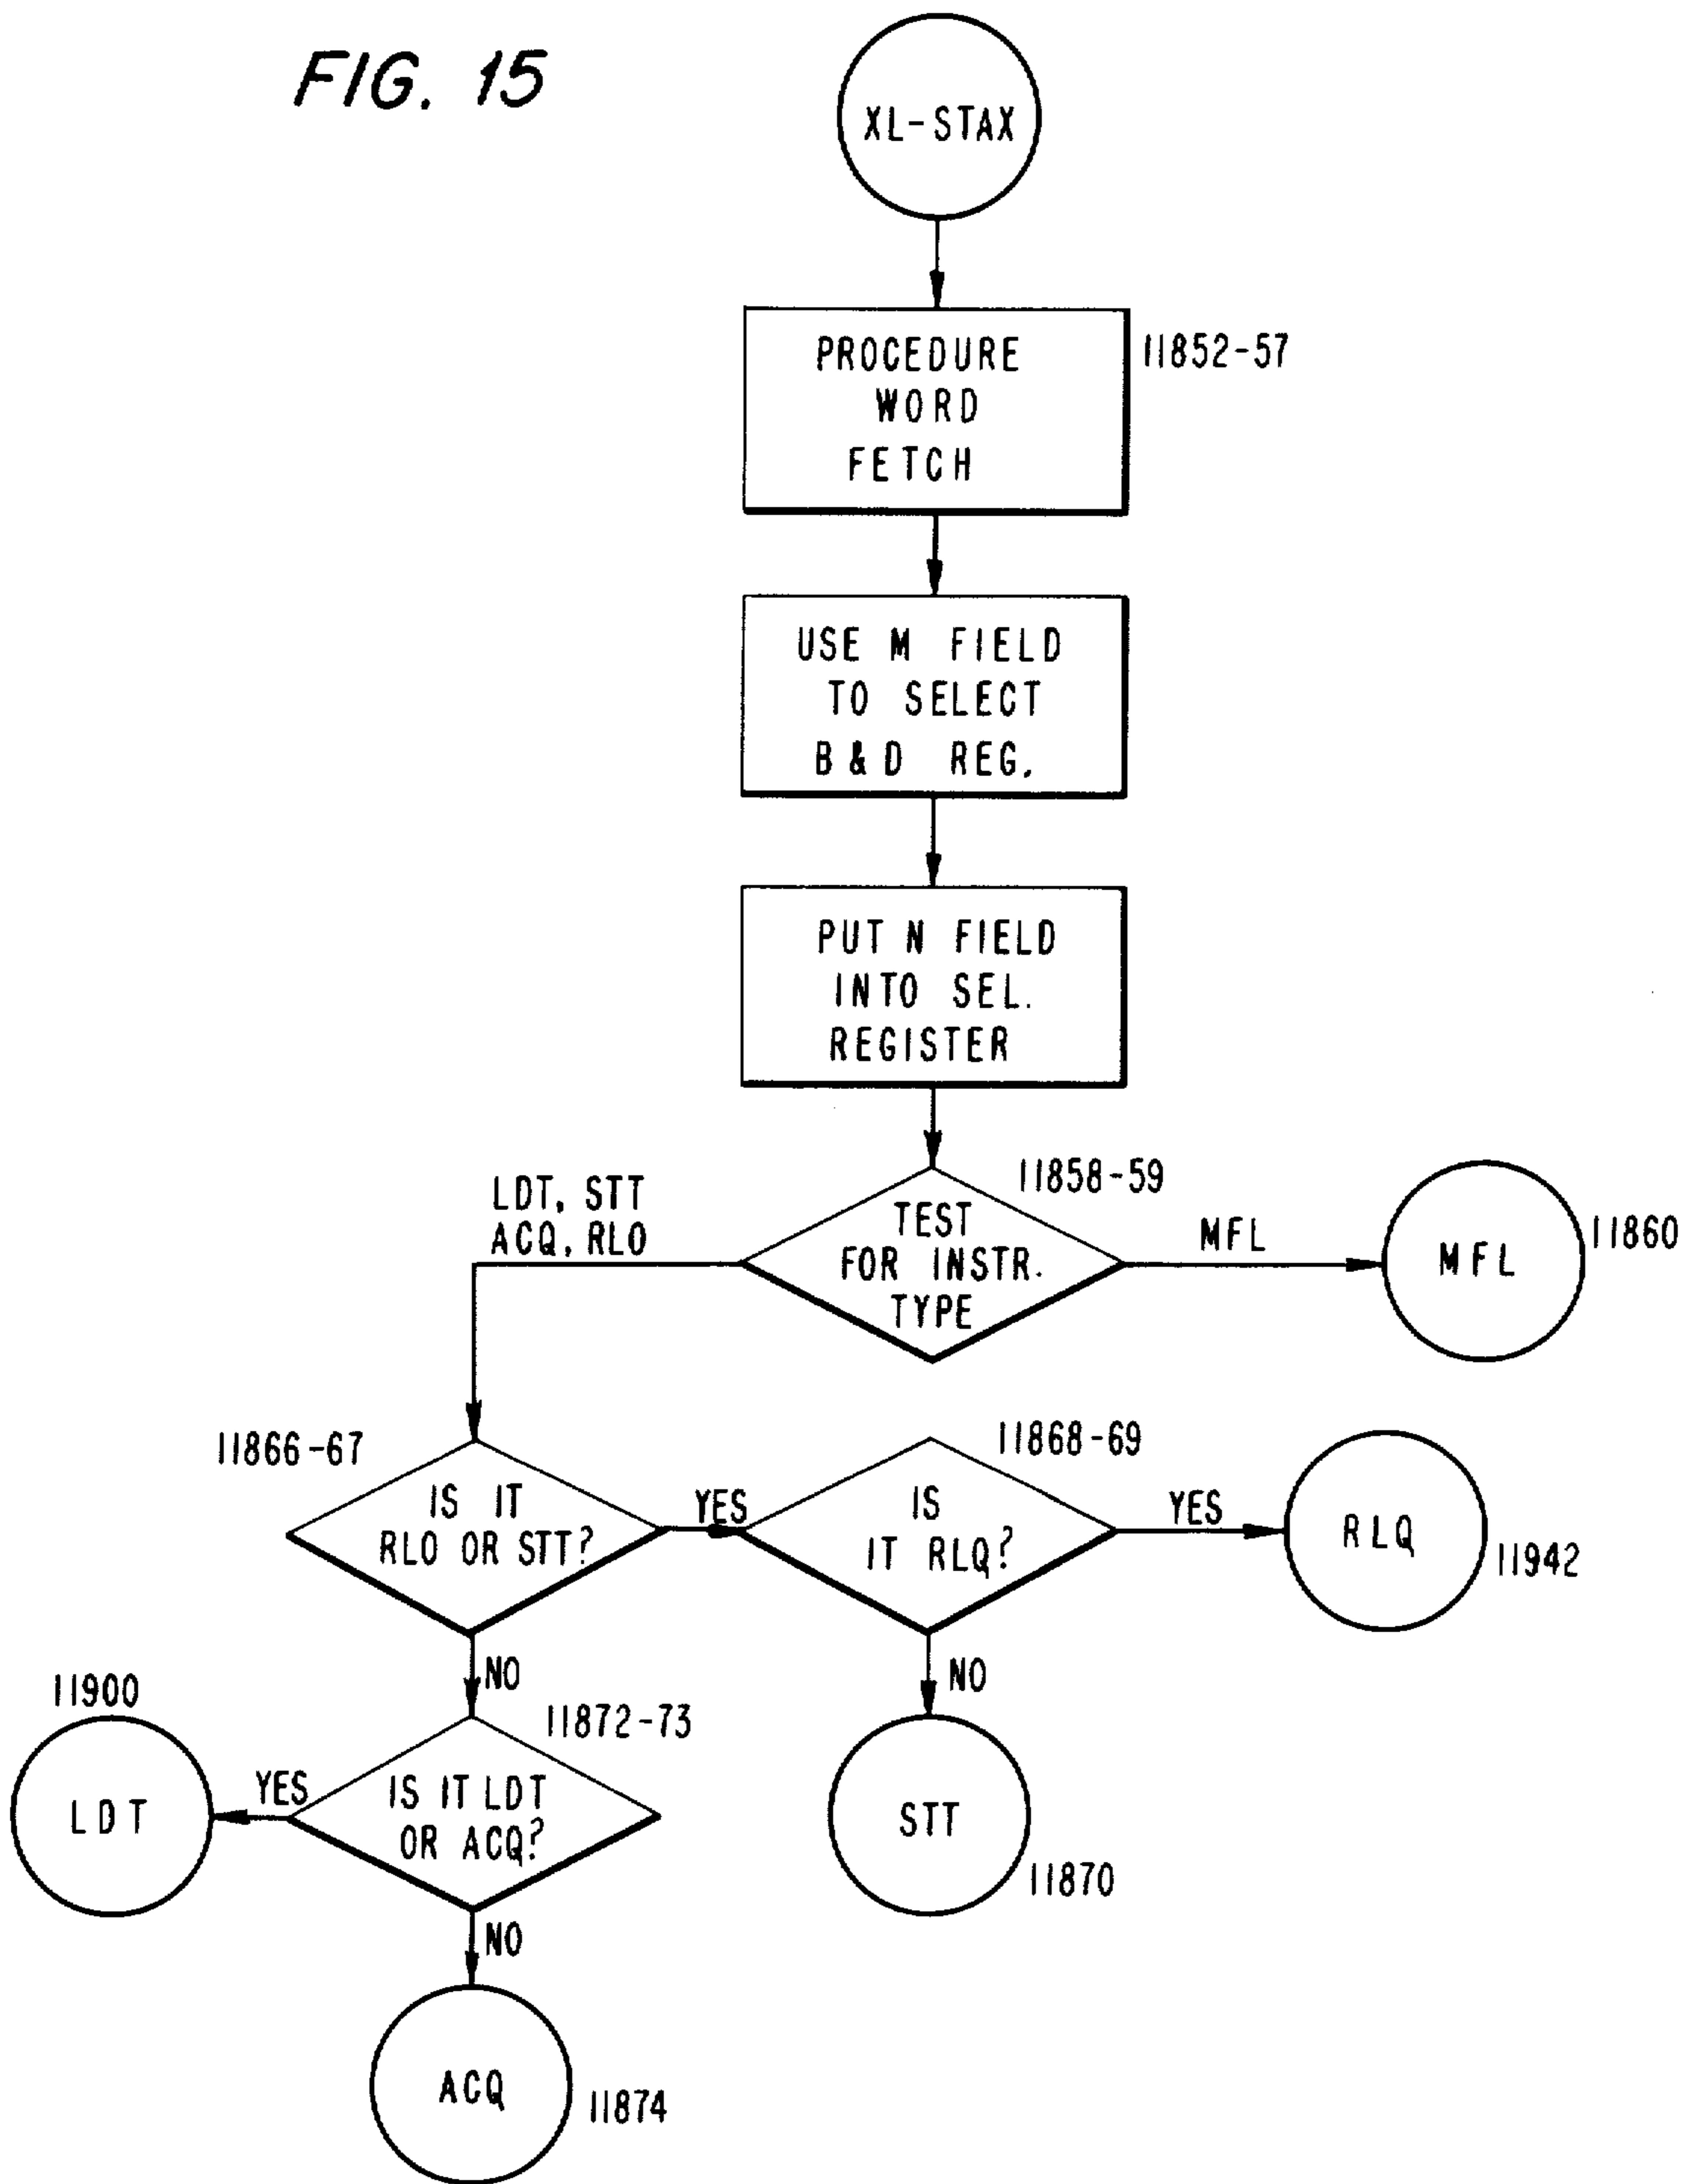 FIG. 15
XL-STAX
PROCEDURE
WORD
FETCH
11852-57
USE M FIELD
TO SELECT
B & D REG.
PUT N FIELD
INTO SEL.
REGISTER
11858-59
LDT, STT
ACQ, RLO
TEST
FOR INSTR.
TYPE
MFL
MFL
11860
11866-67
IS IT
RLO OR STT?
YES
11868-69
IS
IT RLQ?
YES
RLQ
11942
NO
NO
11900
LDT
YES
11872-73
IS IT LDT
OR ACQ?
STT
11870
NO
ACQ
11874